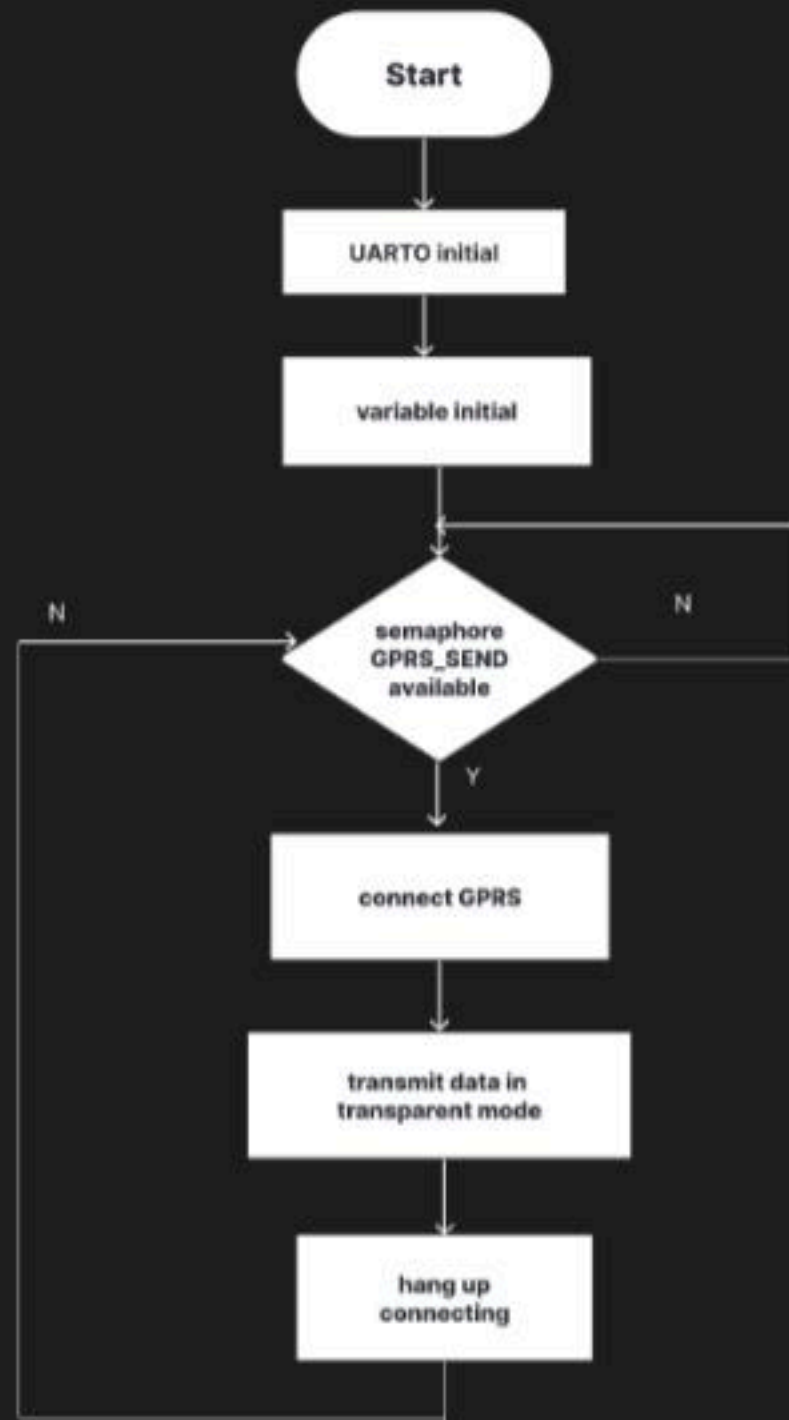 Start
UARTO initial
variable initial
N
N
semaphore
GPRS_SEND
available
Y
connect GPRS
transmit data in
transparent mode
hang up
connecting